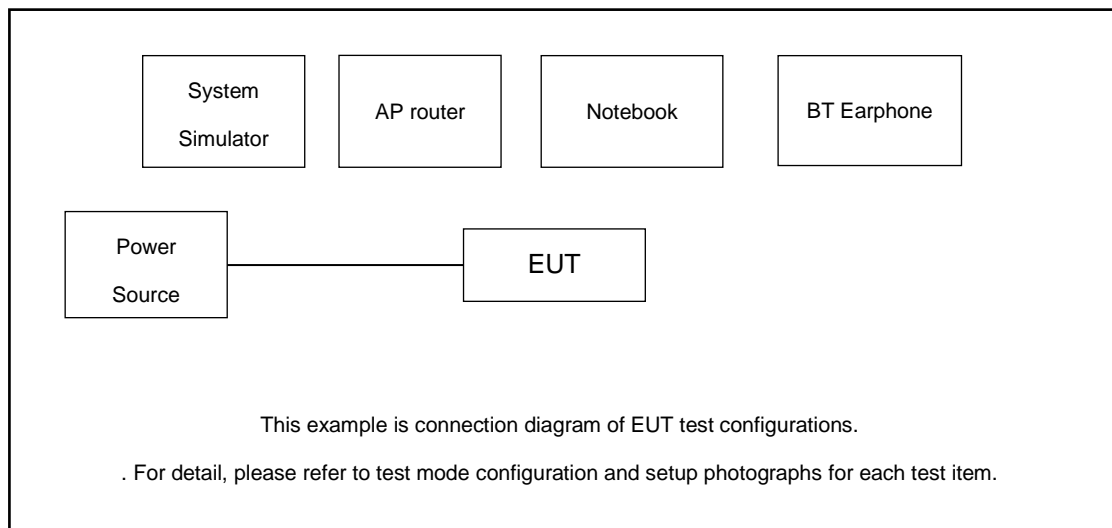 System
Simulator
AP router
Notebook
BT Earphone
Power
Source
EUT
This example is connection diagram of EUT test configurations.
. For detail, please refer to test mode configuration and setup photographs for each test item.